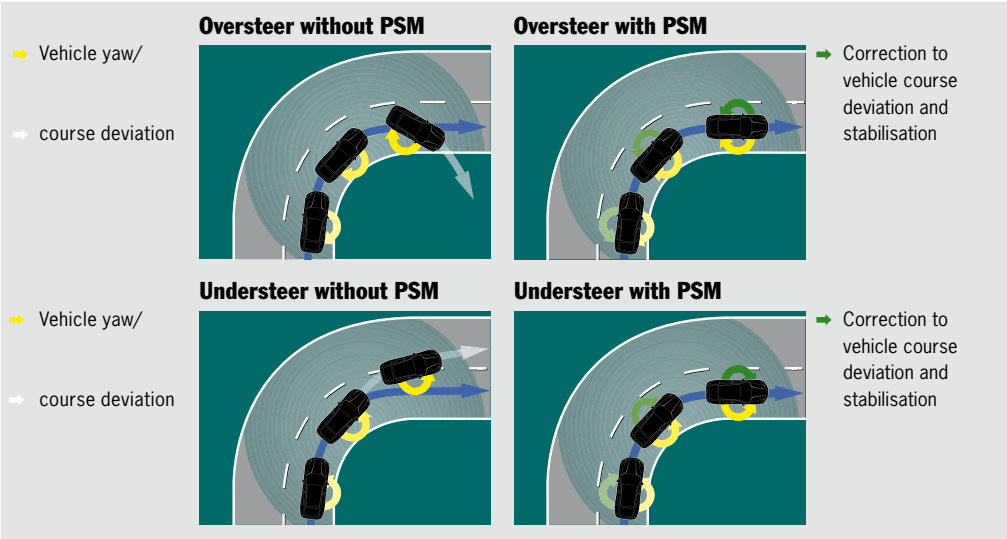 Oversteer without PSM
Oversteer with PSM
Vehicle yaw/
course deviation
Correction to
vehicle course
deviation and
stabilisation
Understeer without PSM
Understeer with PSM
Vehicle yaw/
course deviation
Correction to
vehicle course
deviation and
stabilisation